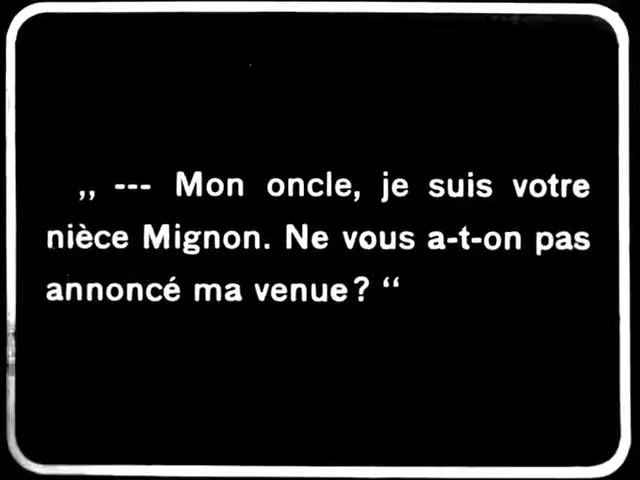 ,, --- Mon oncle, je suis votre
nièce Mignon. Ne vous a-t-on pas
annoncé ma venue? “